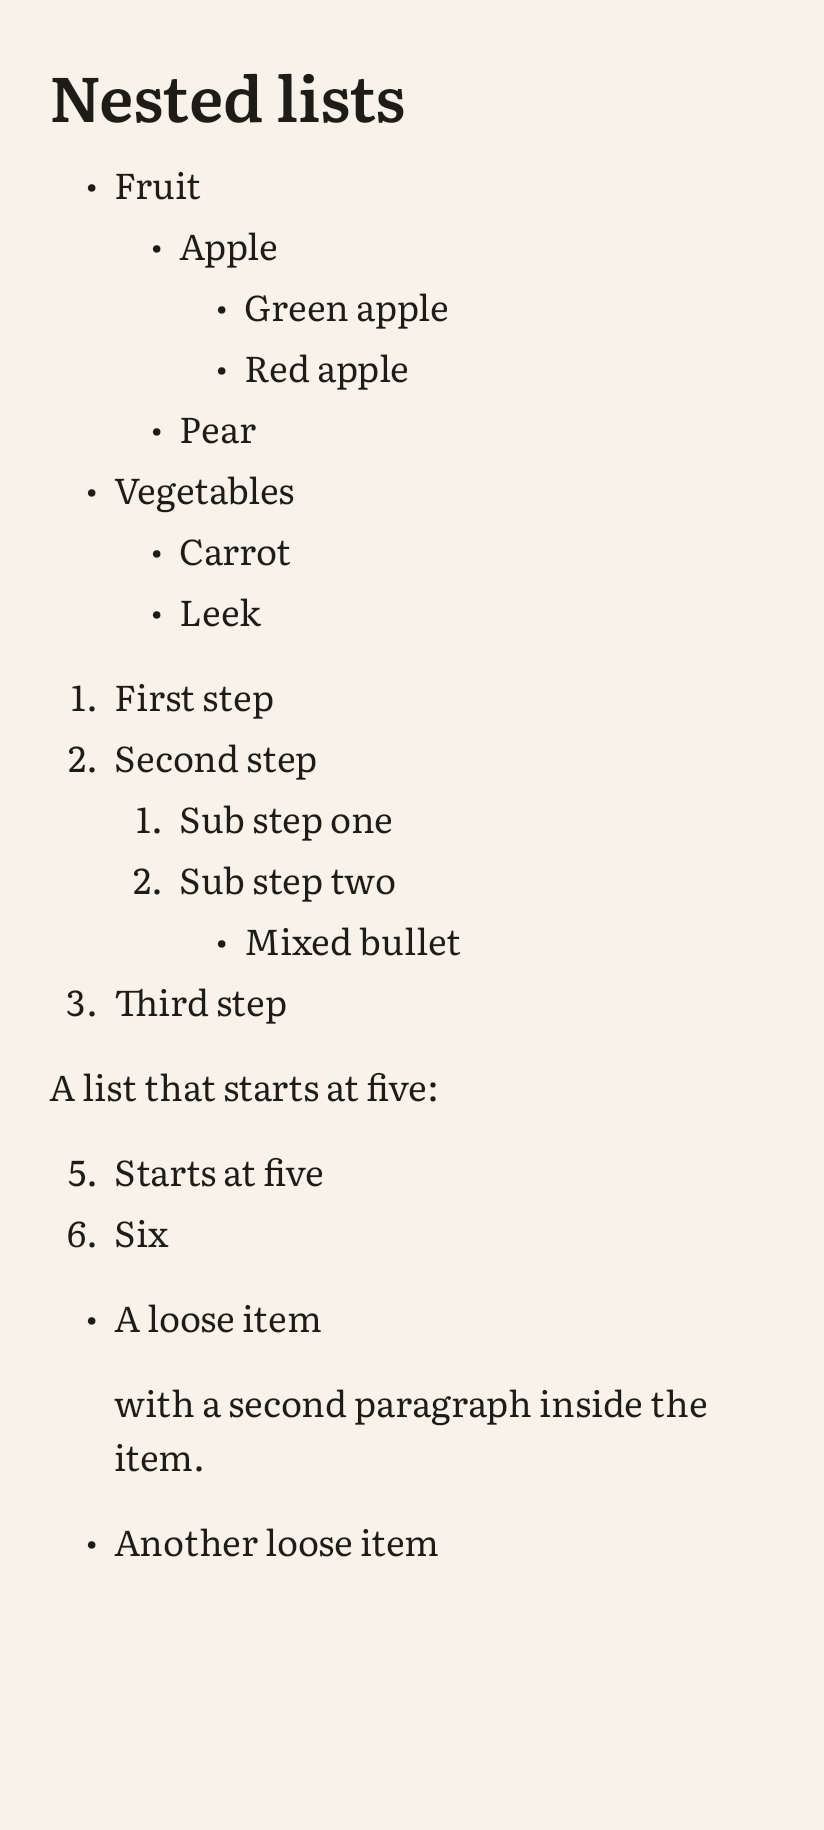 Nested lists
• Fruit
• Apple
• Green apple
• Red apple
• Pear
• Vegetables
• Carrot
• Leek
1. First step
2. Second step
1. Sub step one
2. Sub step two
• Mixed bullet
3. Third step
A list that starts at five:
5. Starts at five
6. Six
• A loose item
with a second paragraph inside the
item.
• Another loose item